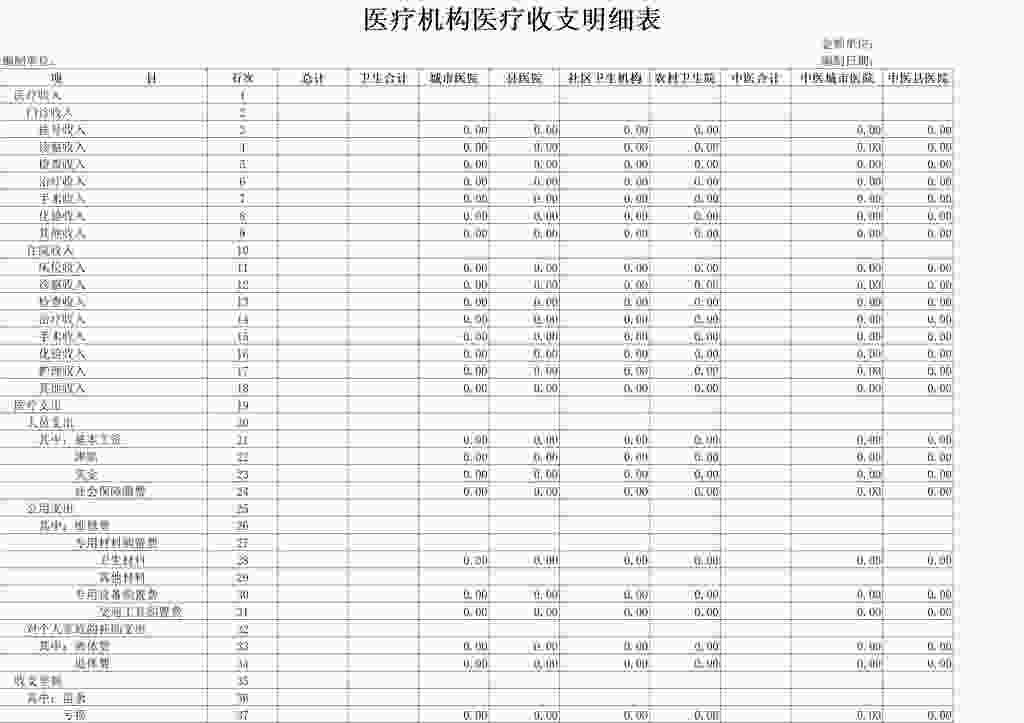 医疗机构医疗收支明细表
金额单位:
编制单位: 编制日期:
项 目 行次 总计 卫生合计 城市医院 县医院 社区卫生机构 农村卫生院 中医合计 中医城市医院 中医县医院
医疗收入 1
门诊收入 2
挂号收入 3 0.00 0.00 0.00 0.00 0.00 0.00
诊察收入 4 0.00 0.00 0.00 0.00 0.00 0.00
检查收入 5 0.00 0.00 0.00 0.00 0.00 0.00
治疗收入 6 0.00 0.00 0.00 0.00 0.00 0.00
手术收入 7 0.00 0.00 0.00 0.00 0.00 0.00
化验收入 8 0.00 0.00 0.00 0.00 0.00 0.00
其他收入 9 0.00 0.00 0.00 0.00 0.00 0.00
住院收入 10
床位收入 11 0.00 0.00 0.00 0.00 0.00 0.00
诊察收入 12 0.00 0.00 0.00 0.00 0.00 0.00
检查收入 13 0.00 0.00 0.00 0.00 0.00 0.00
治疗收入 14 0.00 0.00 0.00 0.00 0.00 0.00
手术收入 15 0.00 0.00 0.00 0.00 0.00 0.00
化验收入 16 0.00 0.00 0.00 0.00 0.00 0.00
护理收入 17 0.00 0.00 0.00 0.00 0.00 0.00
其他收入 18 0.00 0.00 0.00 0.00 0.00 0.00
医疗支出 19
人员支出 20
其中:基本工资 21 0.00 0.00 0.00 0.00 0.00 0.00
津贴 22 0.00 0.00 0.00 0.00 0.00 0.00
奖金 23 0.00 0.00 0.00 0.00 0.00 0.00
社会保障缴费 24 0.00 0.00 0.00 0.00 0.00 0.00
公用支出 25
其中:维修费 26
专用材料购置费 27
卫生材料 28 0.00 0.00 0.00 0.00 0.00 0.00
其他材料 29
专用设备购置费 30 0.00 0.00 0.00 0.00 0.00 0.00
交通工具购置费 31 0.00 0.00 0.00 0.00 0.00 0.00
对个人家庭的补助支出 32
其中:离休费 33 0.00 0.00 0.00 0.00 0.00 0.00
退休费 34 0.00 0.00 0.00 0.00 0.00 0.00
收支差额 35
其中:结余 36
亏损 37 0.00 0.00 0.00 0.00 0.00 0.00